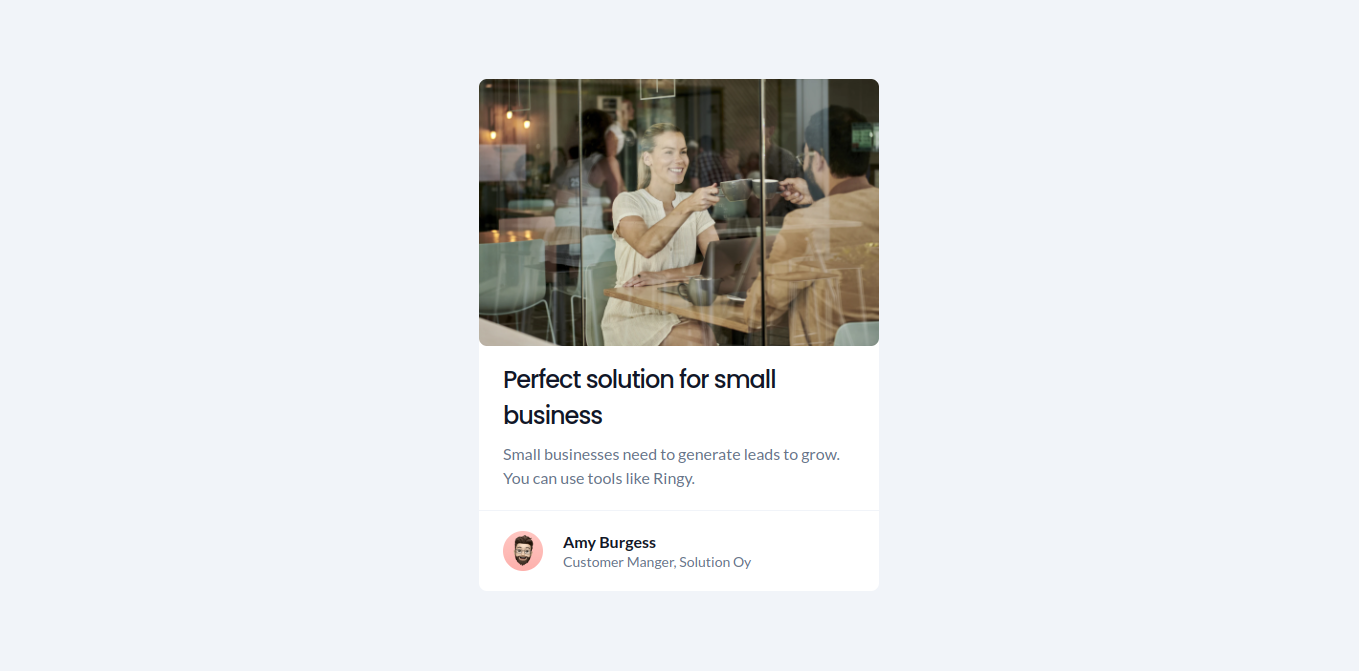 Perfect solution for small
business
Small businesses need to generate leads to grow.
You can use tools like Ringy.
Amy Burgess
Customer Manger, Solution Oy